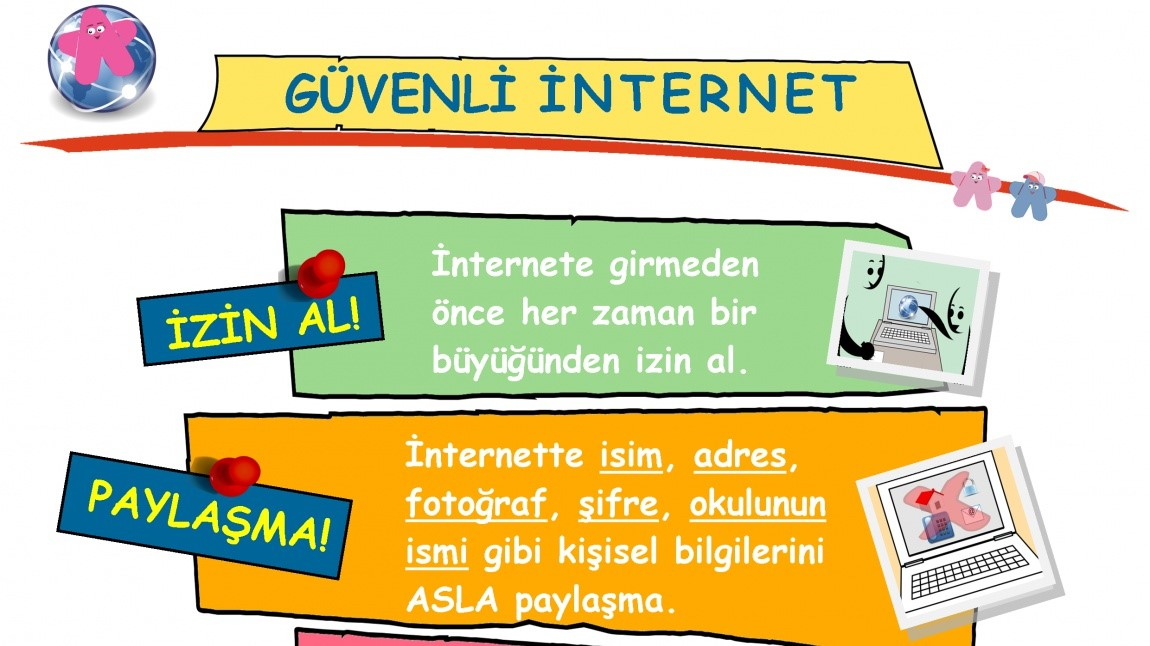 GÜVENLİ İNTERNET
İZİN AL!
İnternete girmeden
önce her zaman bir
büyüğünden izin al.
PAYLAŞMA!
İnternette isim, adres,
fotoğraf, şifre, okulunun
ismi gibi kişisel bilgilerini
ASLA paylaşma.